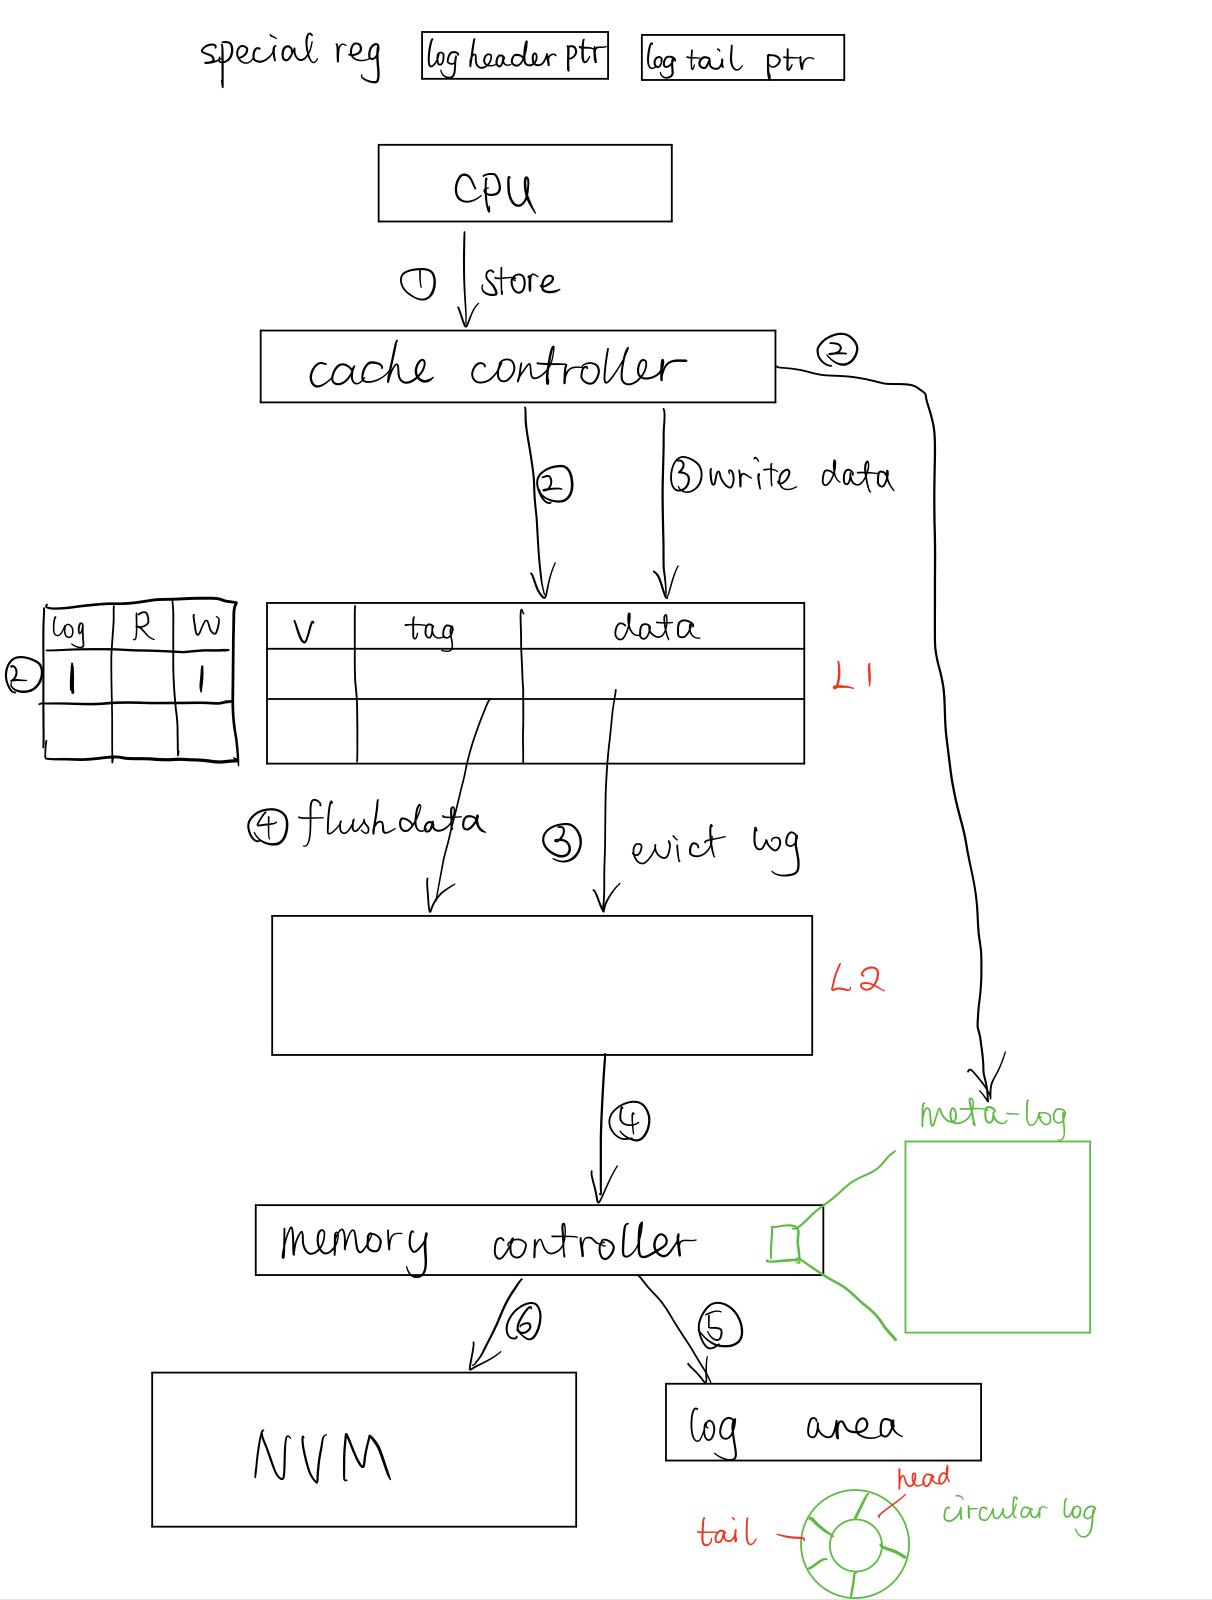 special reg log header ptr log tail ptr
CPU
① store
cache controller ②
② ③ write data
log R W V tag data
② 1 1 L1
④ flushdata ③ evict log
L2
④ meta-log
memory controller
⑥ ⑤
NVM log area
head
tail circular log